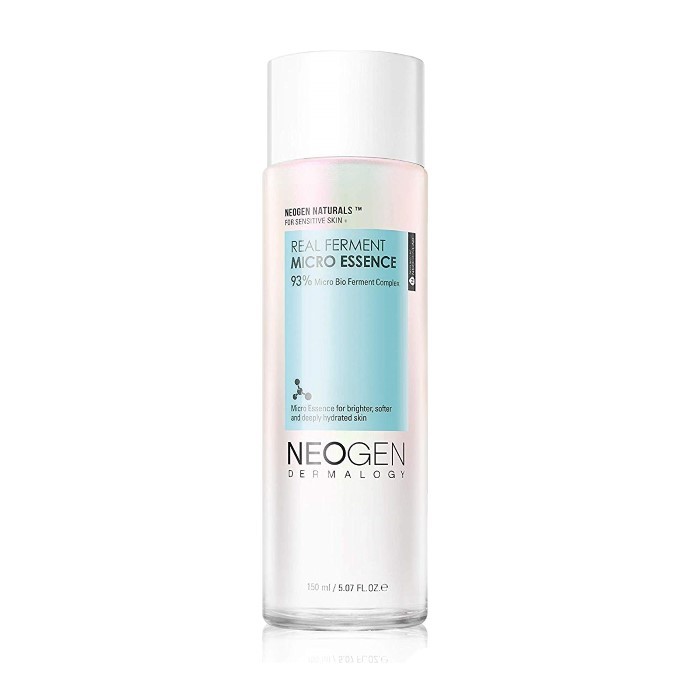 NEOGEN NATURALS ™
FOR SENSITIVE SKIN +
REAL FERMENT
MICRO ESSENCE
93% Micro Bio Ferment Complex
Micro Essence for brighter, softer
and deeply hydrated skin
NEOGEN
DERMALOGY
150 ml / 5.07 FL.OZ.℮